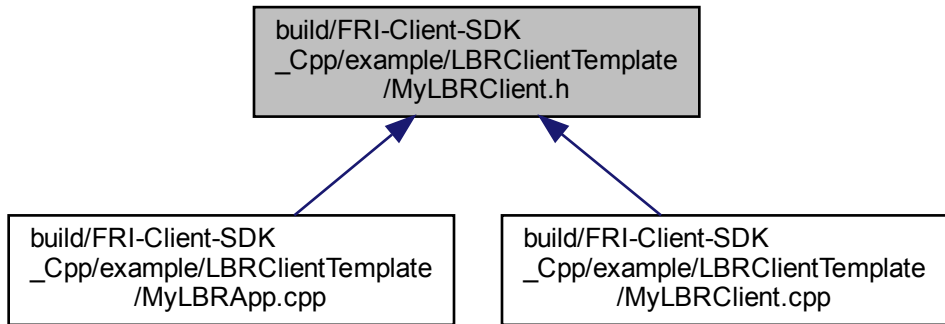 build/FRI-Client-SDK
_Cpp/example/LBRClientTemplate
/MyLBRClient.h
build/FRI-Client-SDK
_Cpp/example/LBRClientTemplate
/MyLBRApp.cpp
build/FRI-Client-SDK
_Cpp/example/LBRClientTemplate
/MyLBRClient.cpp